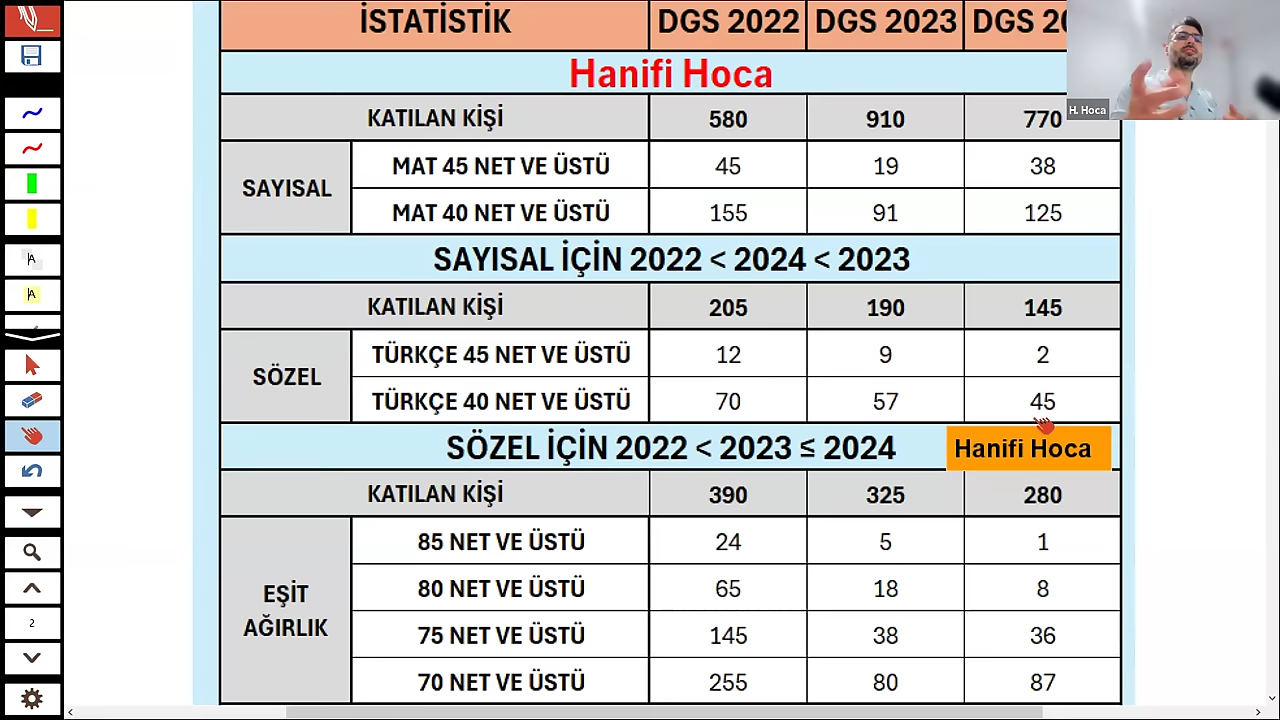 İSTATİSTİK DGS 2022 DGS 2023 DGS
Hanifi Hoca
H. Hoca
KATILAN KİŞİ 580 910 770
SAYISAL
MAT 45 NET VE ÜSTÜ 45 19 38
MAT 40 NET VE ÜSTÜ 155 91 125
SAYISAL İÇİN 2022 < 2024 < 2023
KATILAN KİŞİ 205 190 145
SÖZEL
TÜRKÇE 45 NET VE ÜSTÜ 12 9 2
TÜRKÇE 40 NET VE ÜSTÜ 70 57 45
SÖZEL İÇİN 2022 < 2023 ≤ 2024
Hanifi Hoca
KATILAN KİŞİ 390 325 280
EŞİT
AĞIRLIK
85 NET VE ÜSTÜ 24 5 1
80 NET VE ÜSTÜ 65 18 8
75 NET VE ÜSTÜ 145 38 36
70 NET VE ÜSTÜ 255 80 87
A
A
2